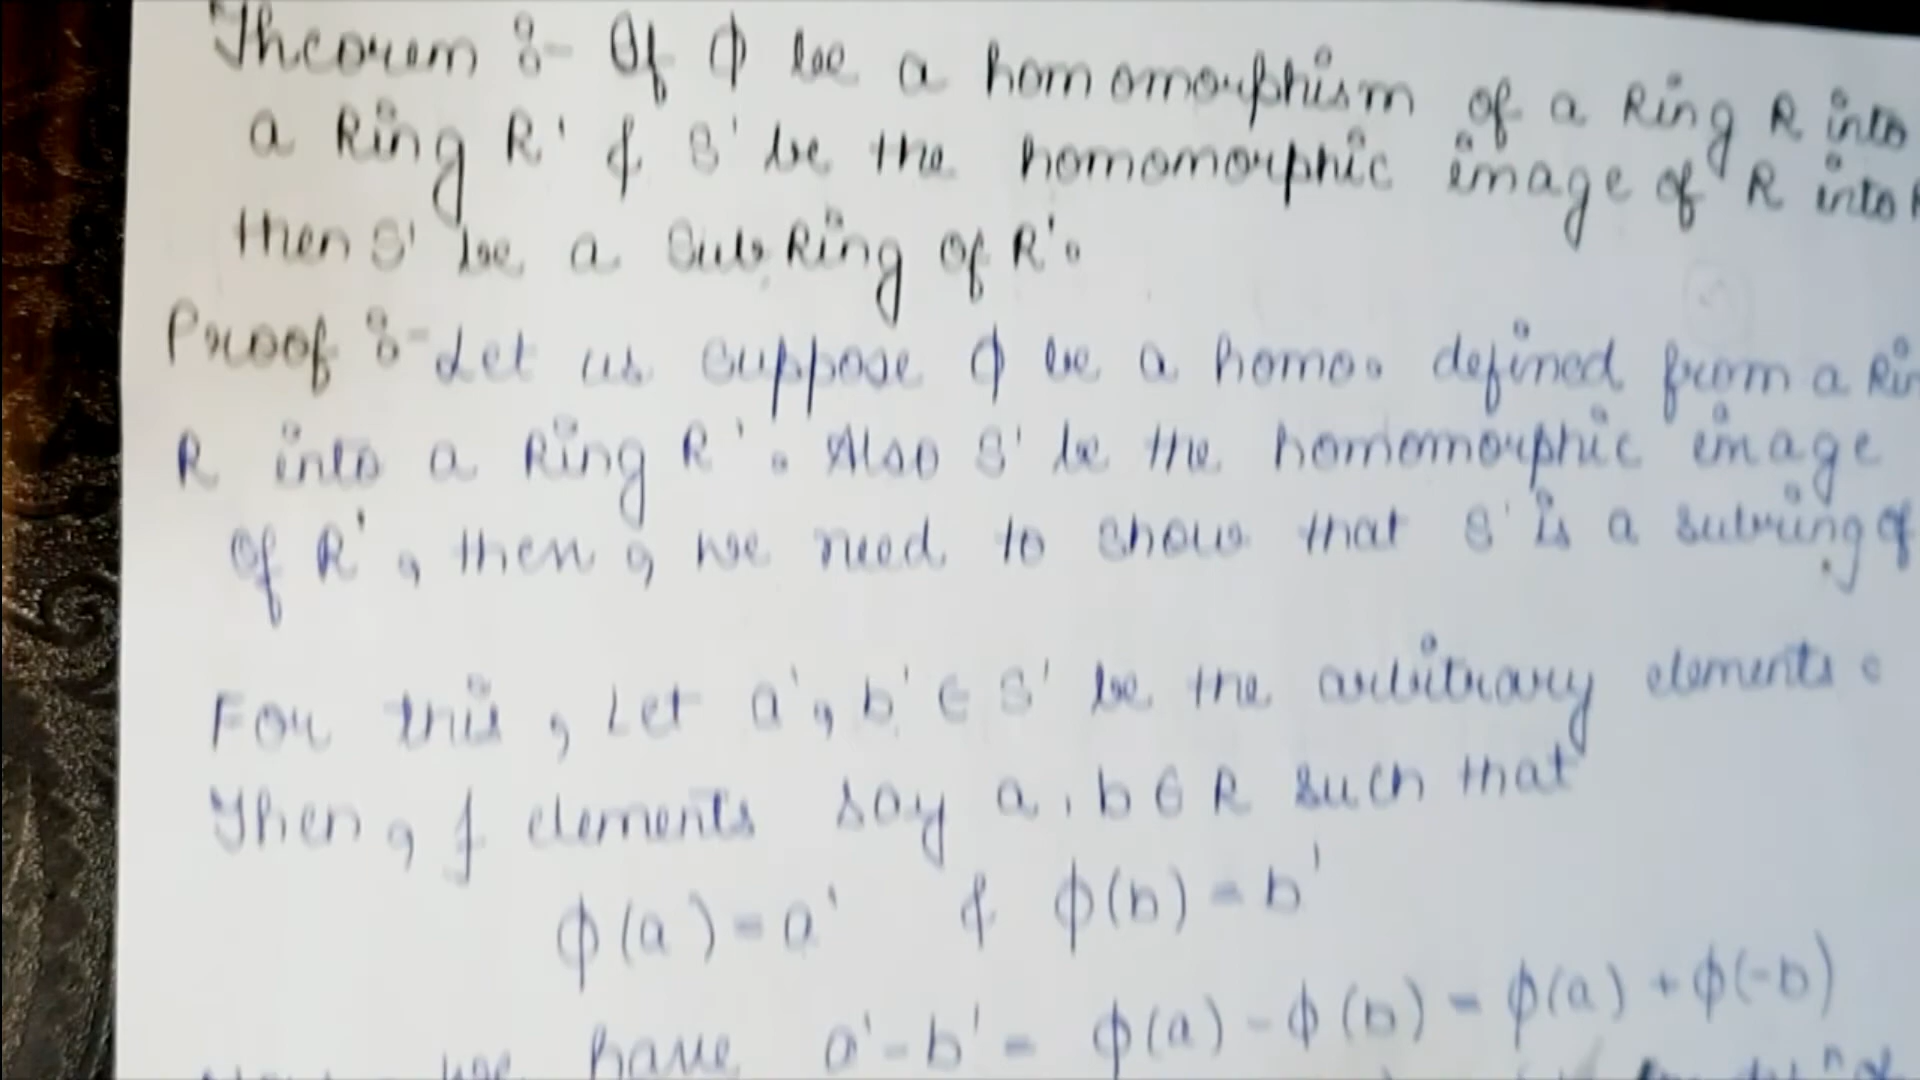 Theorem :- If ϕ be a homomorphism of a Ring R into
a Ring R' & S' be the homomorphic image of R into
then S' be a SubRing of R'.
Proof :- Let us suppose ϕ be a homo. defined from a
R into a Ring R'. Also S' be the homomorphic image
of R', then, we need to show that S' is a subring of
For this, Let a', b' ∈ S' be the arbitrary elements.
Then, ∃ elements say a, b ∈ R such that
ϕ(a) = a' & ϕ(b) = b'
we have a'-b' = ϕ(a) - ϕ(b) = ϕ(a) + ϕ(-b)